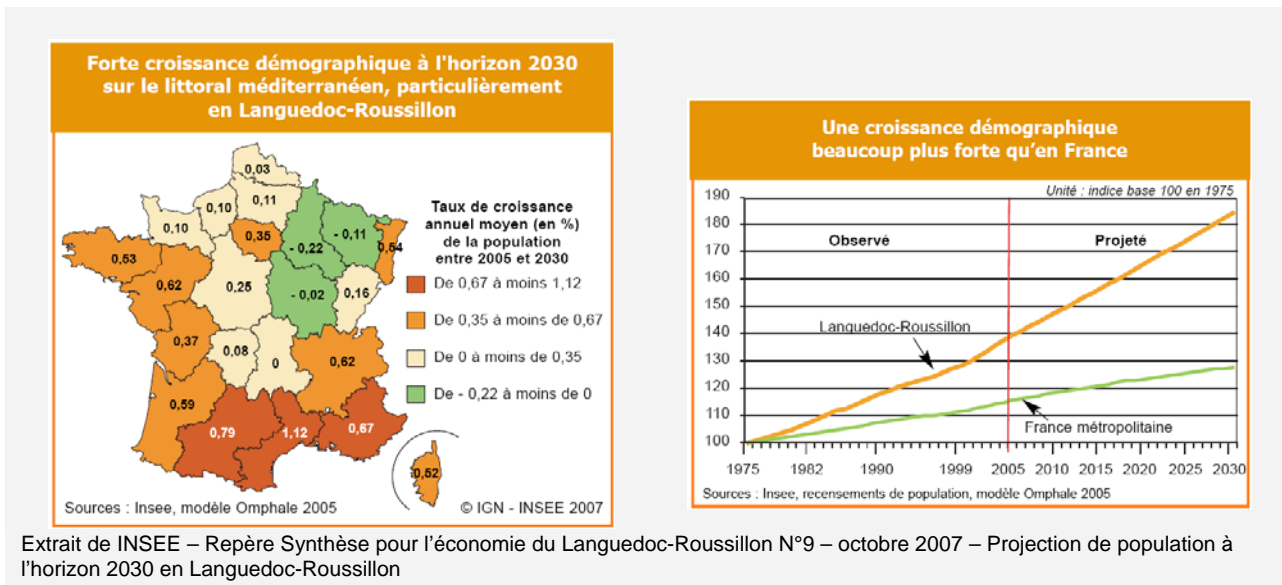 Forte croissance démographique à l'horizon 2030
sur le littoral méditerranéen, particulièrement
en Languedoc-Roussillon
0,03
0,11
- 0,10
0,10
0,35
- 0,22
- 0,11
0,54
0,53
0,62
0,25
- 0,02
0,16
0,37
0,08
0
0,62
0,59
0,79
1,12
0,67
0,52
Taux de croissance
annuel moyen (en %)
de la population
entre 2005 et 2030
De 0,67 à moins 1,12
De 0,35 à moins de 0,67
De 0 à moins de 0,35
De - 0,22 à moins de 0
Sources : Insee, modèle Omphale 2005
© IGN - INSEE 2007
Une croissance démographique
beaucoup plus forte qu'en France
Unité : indice base 100 en 1975
190
180
170
160
150
140
130
120
110
100
Observé
Projeté
Languedoc-Roussillon
France métropolitaine
1975 1982 1990 1999 2005 2010 2015 2020 2025 2030
Sources : Insee, recensements de population, modèle Omphale 2005
Extrait de INSEE – Repère Synthèse pour l'économie du Languedoc-Roussillon N°9 – octobre 2007 – Projection de population à
l'horizon 2030 en Languedoc-Roussillon